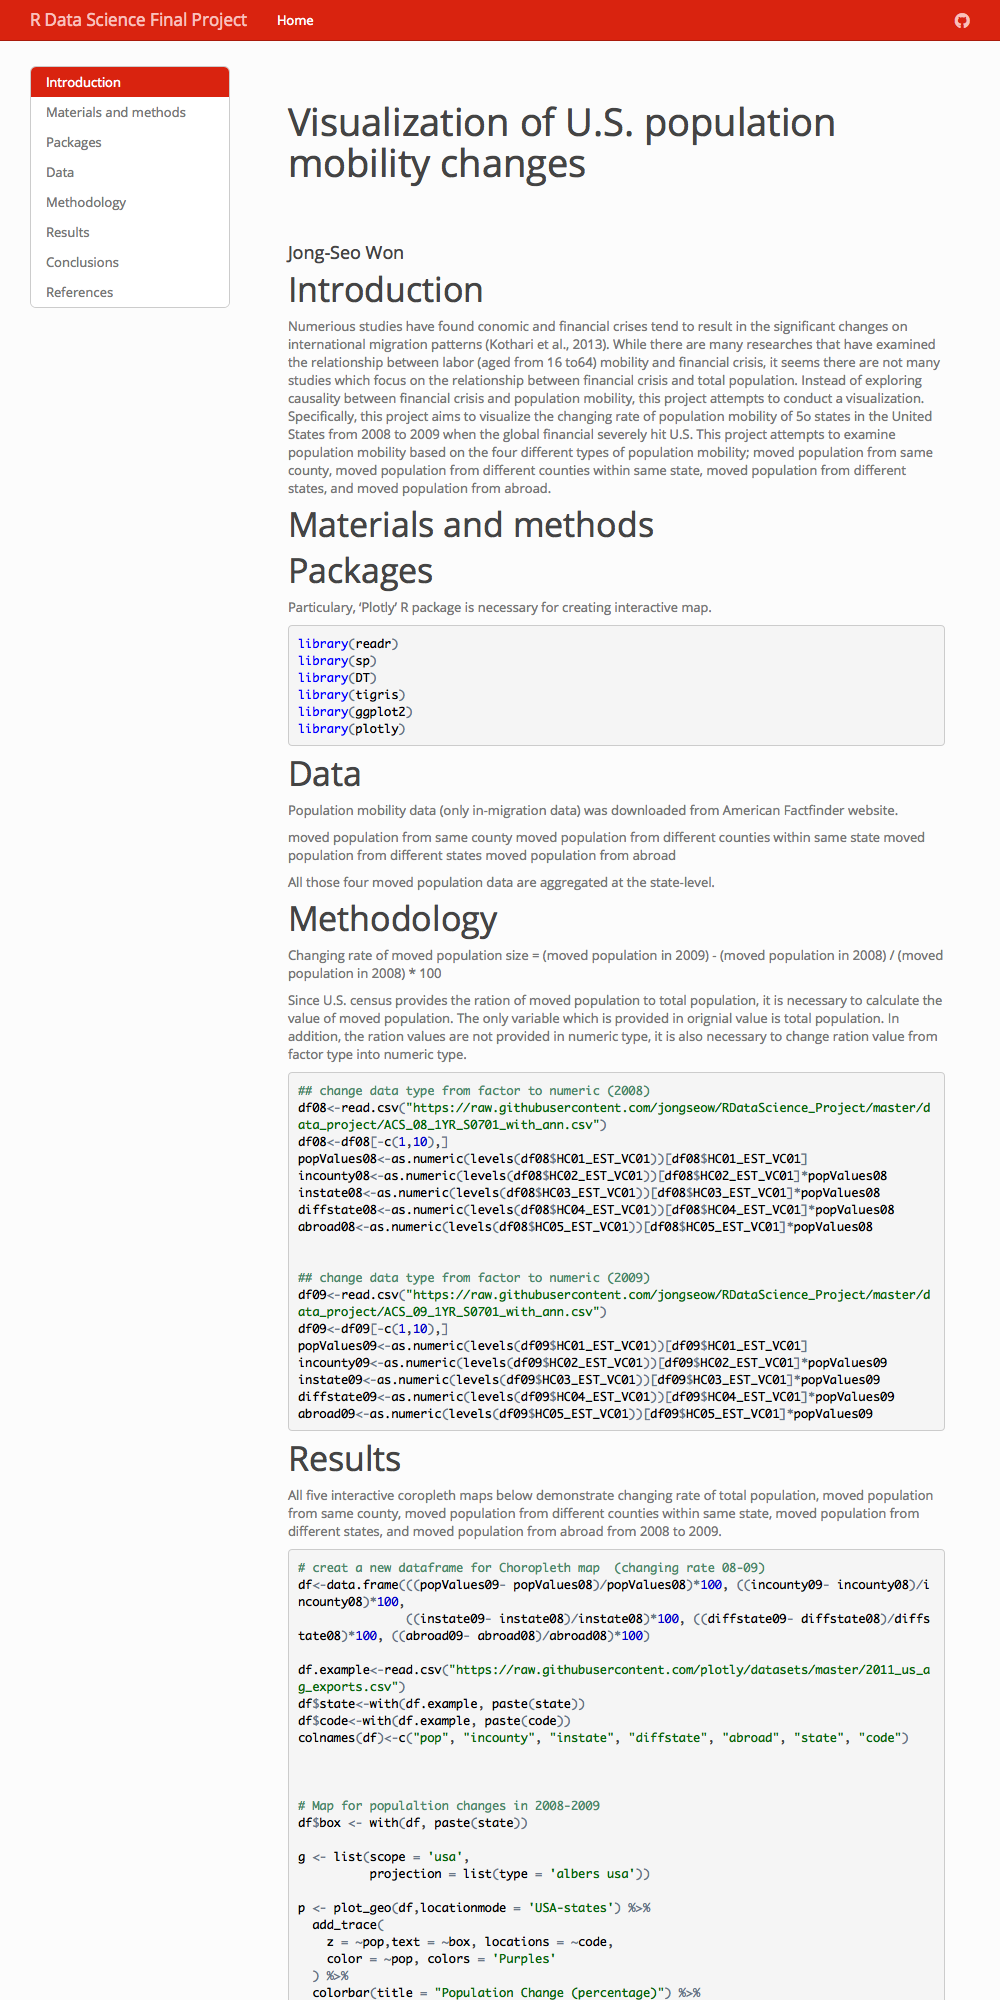 R Data Science Final Project
Home
Introduction
Materials and methods
Packages
Data
Methodology
Results
Conclusions
References
Visualization of U.S. population
mobility changes
Jong-Seo Won
Introduction
Numerious studies have found conomic and financial crises tend to result in the significant changes on
international migration patterns (Kothari et al., 2013). While there are many researches that have examined
the relationship between labor (aged from 16 to64) mobility and financial crisis, it seems there are not many
studies which focus on the relationship between financial crisis and total population. Instead of exploring
causality between financial crisis and population mobility, this project attempts to conduct a visualization.
Specifically, this project aims to visualize the changing rate of population mobility of 5o states in the United
States from 2008 to 2009 when the global financial severely hit U.S. This project attempts to examine
population mobility based on the four different types of population mobility; moved population from same
county, moved population from different counties within same state, moved population from different
states, and moved population from abroad.
Materials and methods
Packages
Particulary, ‘Plotly’ R package is necessary for creating interactive map.
library(readr)
library(sp)
library(DT)
library(tigris)
library(ggplot2)
library(plotly)
Data
Population mobility data (only in-migration data) was downloaded from American Factfinder website.
moved population from same county moved population from different counties within same state moved
population from different states moved population from abroad
All those four moved population data are aggregated at the state-level.
Methodology
Changing rate of moved population size = (moved population in 2009) - (moved population in 2008) / (moved
population in 2008) * 100
Since U.S. census provides the ration of moved population to total population, it is necessary to calculate the
value of moved population. The only variable which is provided in orignial value is total population. In
addition, the ration values are not provided in numeric type, it is also necessary to change ration value from
factor type into numeric type.
## change data type from factor to numeric (2008)
df08<-read.csv("https://raw.githubusercontent.com/jongseow/RDataScience_Project/master/d
ata_project/ACS_08_1YR_S0701_with_ann.csv")
df08<-df08[-c(1,10),]
popValues08<-as.numeric(levels(df08$HC01_EST_VC01))[df08$HC01_EST_VC01]
incounty08<-as.numeric(levels(df08$HC02_EST_VC01))[df08$HC02_EST_VC01]*popValues08
instate08<-as.numeric(levels(df08$HC03_EST_VC01))[df08$HC03_EST_VC01]*popValues08
diffstate08<-as.numeric(levels(df08$HC04_EST_VC01))[df08$HC04_EST_VC01]*popValues08
abroad08<-as.numeric(levels(df08$HC05_EST_VC01))[df08$HC05_EST_VC01]*popValues08
## change data type from factor to numeric (2009)
df09<-read.csv("https://raw.githubusercontent.com/jongseow/RDataScience_Project/master/d
ata_project/ACS_09_1YR_S0701_with_ann.csv")
df09<-df09[-c(1,10),]
popValues09<-as.numeric(levels(df09$HC01_EST_VC01))[df09$HC01_EST_VC01]
incounty09<-as.numeric(levels(df09$HC02_EST_VC01))[df09$HC02_EST_VC01]*popValues09
instate09<-as.numeric(levels(df09$HC03_EST_VC01))[df09$HC03_EST_VC01]*popValues09
diffstate09<-as.numeric(levels(df09$HC04_EST_VC01))[df09$HC04_EST_VC01]*popValues09
abroad09<-as.numeric(levels(df09$HC05_EST_VC01))[df09$HC05_EST_VC01]*popValues09
Results
All five interactive coropleth maps below demonstrate changing rate of total population, moved population
from same county, moved population from different counties within same state, moved population from
different states, and moved population from abroad from 2008 to 2009.
# creat a new dataframe for Choropleth map  (changing rate 08-09)
df<-data.frame(((popValues09- popValues08)/popValues08)*100, ((incounty09- incounty08)/i
ncounty08)*100,
((instate09- instate08)/instate08)*100, ((diffstate09- diffstate08)/diffs
tate08)*100, ((abroad09- abroad08)/abroad08)*100)
df.example<-read.csv("https://raw.githubusercontent.com/plotly/datasets/master/2011_us_a
g_exports.csv")
df$state<-with(df.example, paste(state))
df$code<-with(df.example, paste(code))
colnames(df)<-c("pop", "incounty", "instate", "diffstate", "abroad", "state", "code")
# Map for populaltion changes in 2008-2009
df$box <- with(df, paste(state))
g <- list(scope = 'usa',
projection = list(type = 'albers usa'))
p <- plot_geo(df,locationmode = 'USA-states') %>%
add_trace(
z = ~pop,text = ~box, locations = ~code,
color = ~pop, colors = 'Purples'
) %>%
colorbar(title = "Population Change (percentage)") %>%